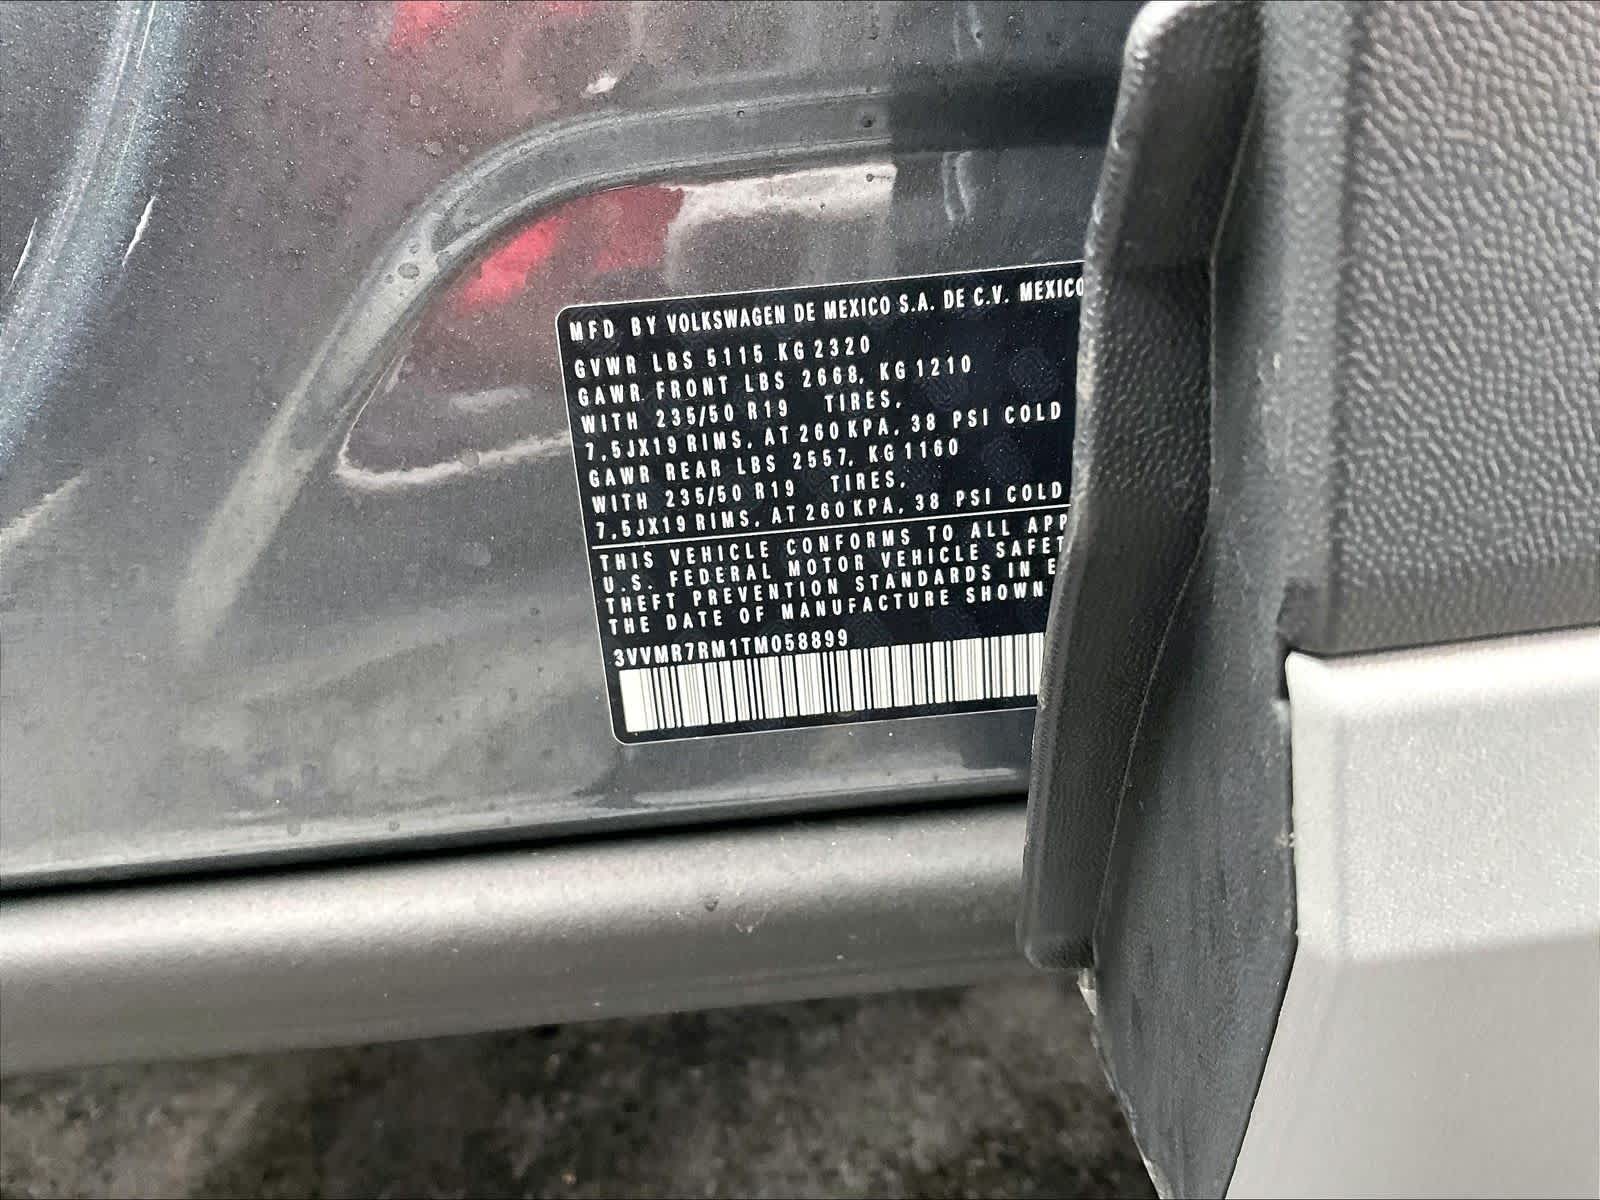 MFD BY VOLKSWAGEN DE MEXICO S.A. DE C.V. MEXICO
GVWR LBS 5115 KG 2320
GAWR FRONT LBS 2668, KG 1210
WITH 235/50 R19 TIRES,
7,5JX19 RIMS, AT 260 KPA, 38 PSI COLD
GAWR REAR LBS 2557, KG 1160
WITH 235/50 R19 TIRES,
7,5JX19 RIMS, AT 260 KPA, 38 PSI COLD
THIS VEHICLE CONFORMS TO ALL APP
U.S. FEDERAL MOTOR VEHICLE SAFET
THEFT PREVENTION STANDARDS IN E
THE DATE OF MANUFACTURE SHOWN
3VVMR7RM1TM058899